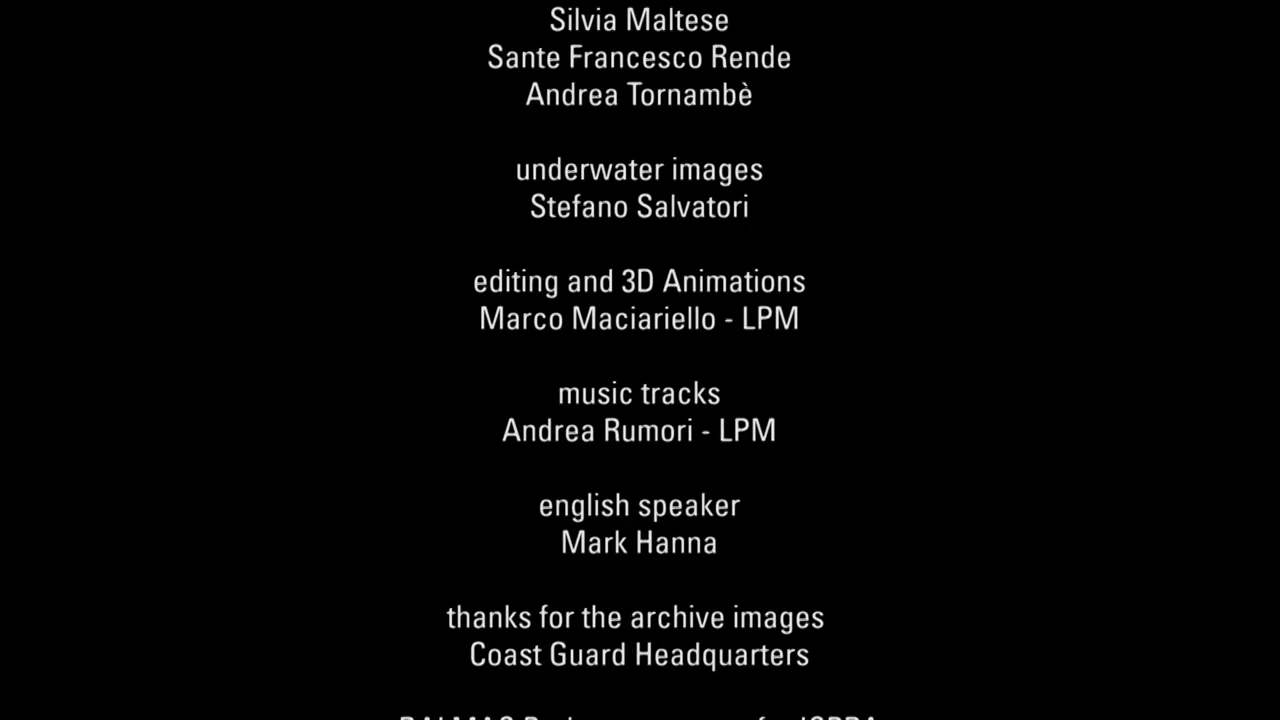 Silvia Maltese
Sante Francesco Rende
Andrea Tornambè
underwater images
Stefano Salvatori
editing and 3D Animations
Marco Maciariello - LPM
music tracks
Andrea Rumori - LPM
english speaker
Mark Hanna
thanks for the archive images
Coast Guard Headquarters